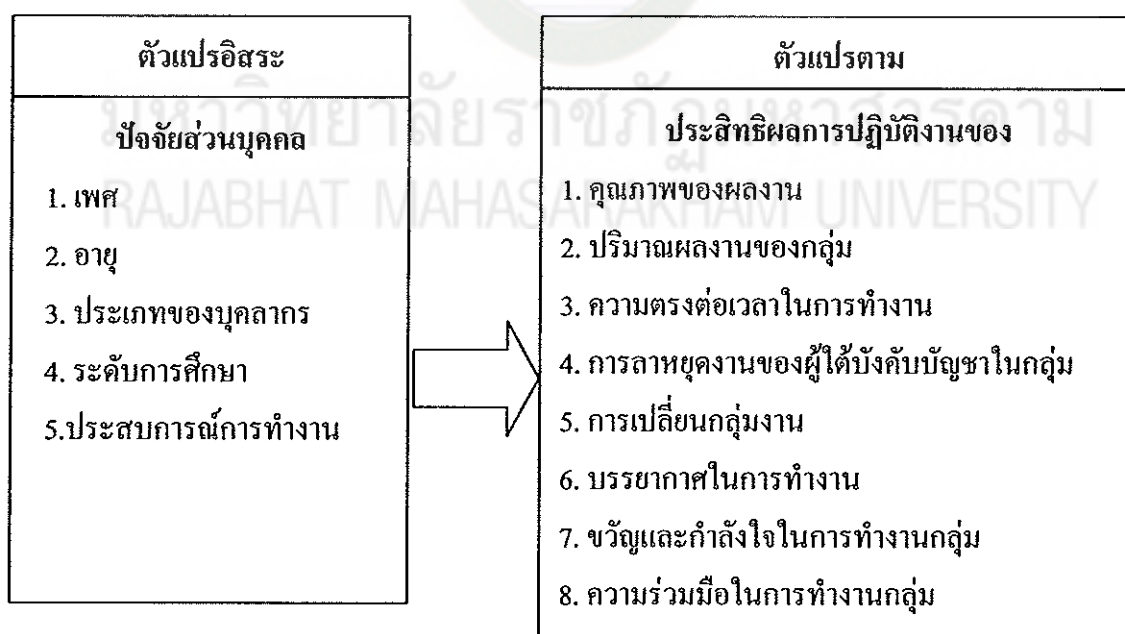 ตัวแปรอิสระ
ปัจจัยส่วนบุคคล
1. เพศ
2. อายุ
3. ประเภทของบุคลากร
4. ระดับการศึกษา
5.ประสบการณ์การทำงาน
ตัวแปรตาม
ประสิทธิผลการปฏิบัติงานของ
1. คุณภาพของผลงาน
2. ปริมาณผลงานของกลุ่ม
3. ความตรงต่อเวลาในการทำงาน
4. การลาหยุดงานของผู้ใต้บังคับบัญชาในกลุ่ม
5. การเปลี่ยนกลุ่มงาน
6. บรรยากาศในการทำงาน
7. ขวัญและกำลังใจในการทำงานกลุ่ม
8. ความร่วมมือในการทำงานกลุ่ม
มหาวิทยาลัยราชภัฏมหาสารคาม
RAJABHAT MAHASARAKHAM UNIVERSITY